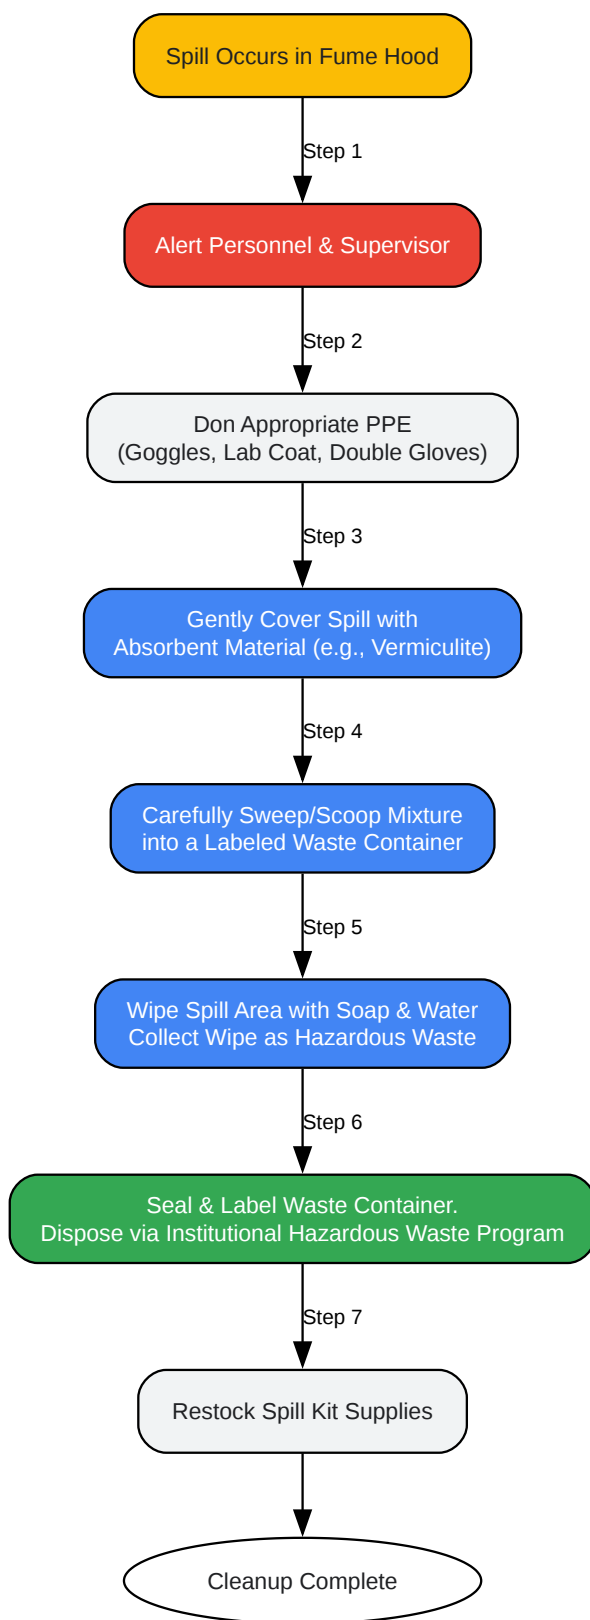 Spill Occurs in Fume Hood
Step 1
Alert Personnel & Supervisor
Step 2
Don Appropriate PPE
(Goggles, Lab Coat, Double Gloves)
Step 3
Gently Cover Spill with
Absorbent Material (e.g., Vermiculite)
Step 4
Carefully Sweep/Scoop Mixture
into a Labeled Waste Container
Step 5
Wipe Spill Area with Soap & Water
Collect Wipe as Hazardous Waste
Step 6
Seal & Label Waste Container.
Dispose via Institutional Hazardous Waste Program
Step 7
Restock Spill Kit Supplies
Cleanup Complete